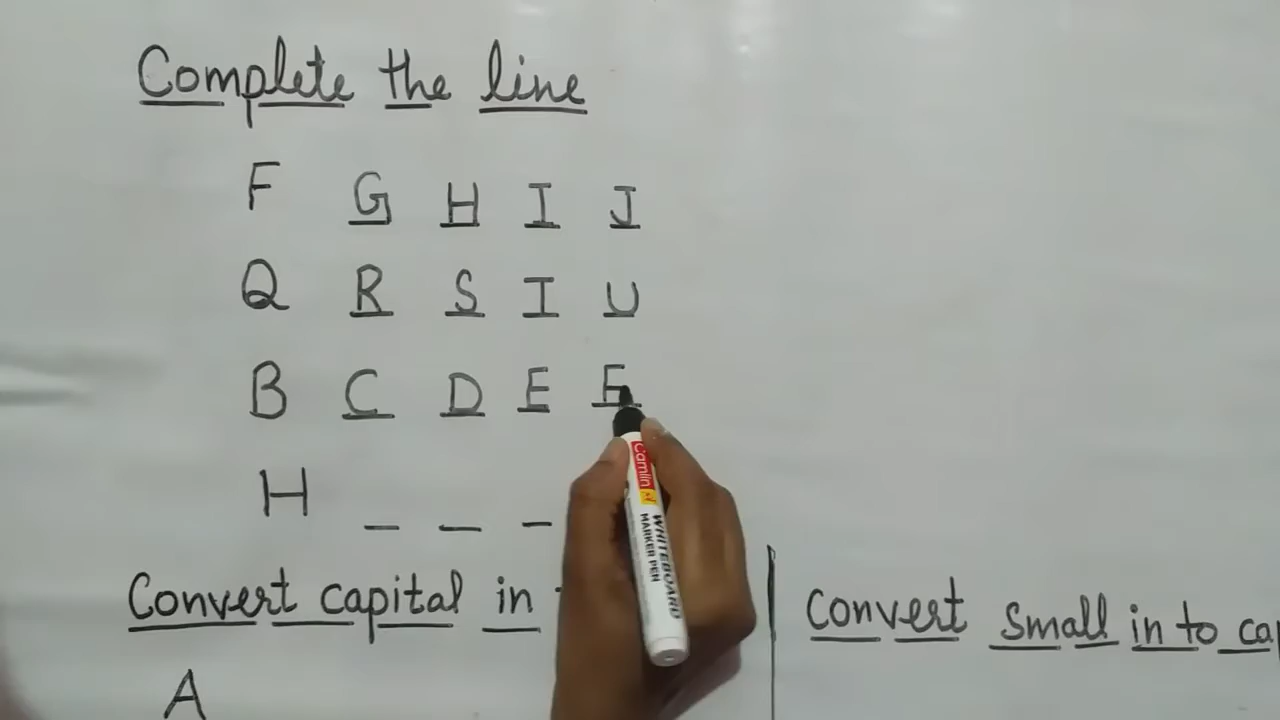 Complete the line
F G H I J
Q R S I U
B C D E F
H _ _ _
Convert capital in
Convert small in to ca
A
Camlin
WHITEBOARD
MARKER PEN